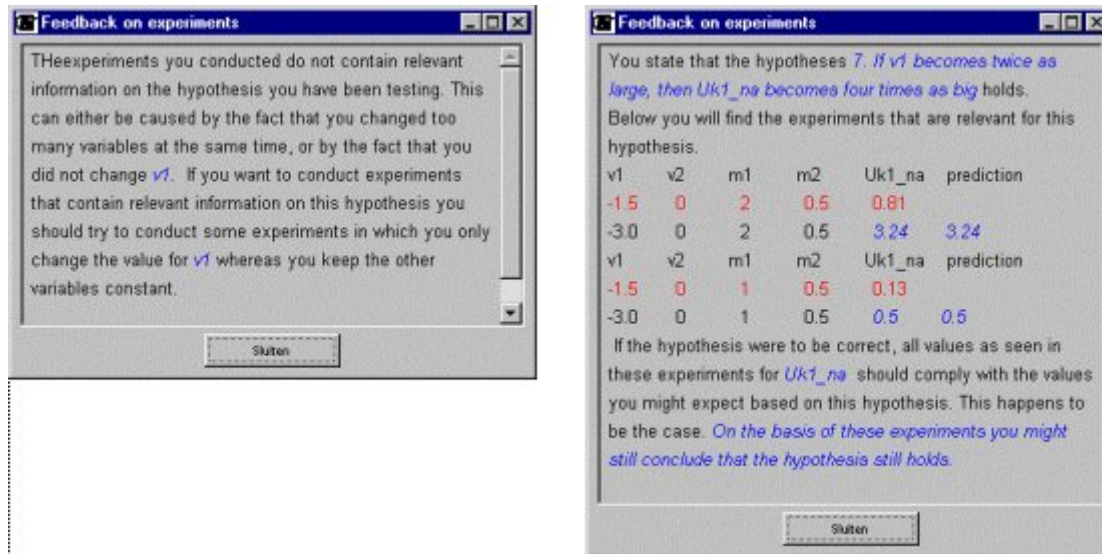 Feedback on experiments
THeexperiments you conducted do not contain relevant
information on the hypothesis you have been testing. This
can either be caused by the fact that you changed too
many variables at the same time, or by the fact that you
did not change v1. If you want to conduct experiments
that contain relevant information on this hypothesis you
should try to conduct some experiments in which you only
change the value for v1 whereas you keep the other
variables constant.
Sluiten
Feedback on experiments
You state that the hypotheses 7. If v1 becomes twice as
large, then Uk1_na becomes four times as big holds.
Below you will find the experiments that are relevant for this
hypothesis.
v1 v2 m1 m2 Uk1_na prediction
-1.5 0 2 0.5 0.81
-3.0 0 2 0.5 3.24 3.24
v1 v2 m1 m2 Uk1_na prediction
-1.5 0 1 0.5 0.13
-3.0 0 1 0.5 0.5 0.5
If the hypothesis were to be correct, all values as seen in
these experiments for Uk1_na should comply with the values
you might expect based on this hypothesis. This happens to
be the case. On the basis of these experiments you might
still conclude that the hypothesis still holds.
Sluiten